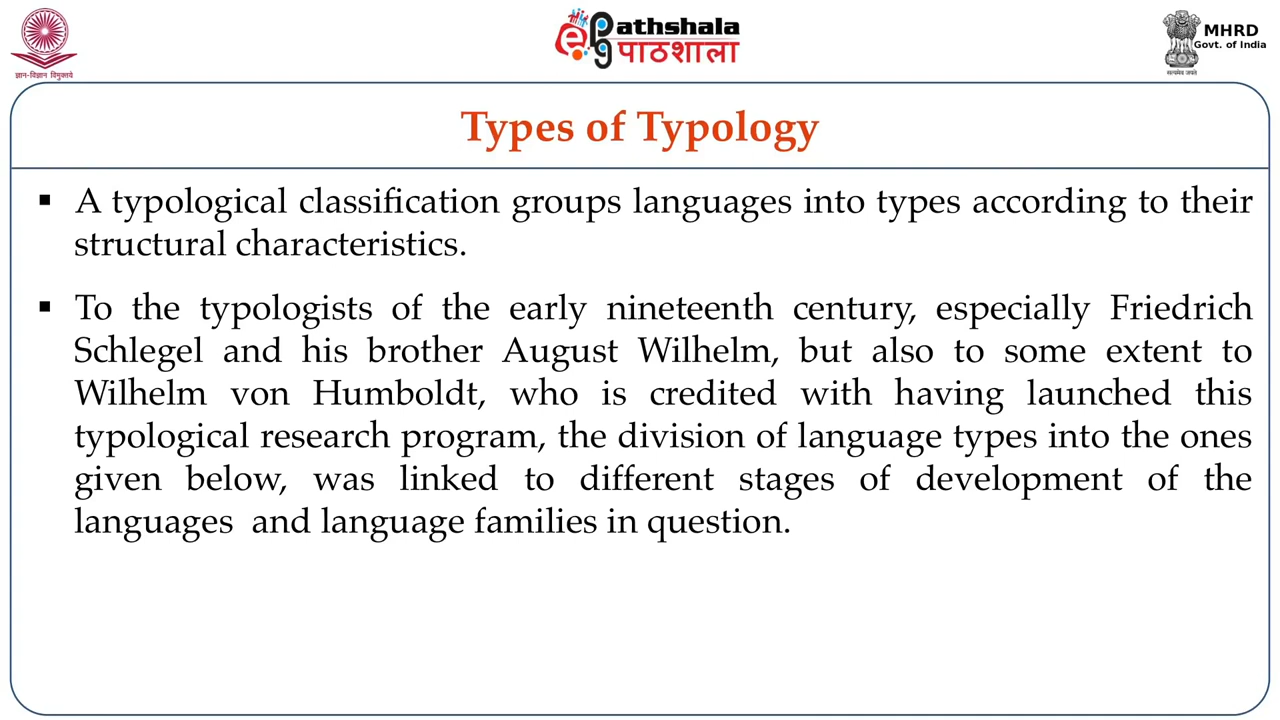 ज्ञान-विज्ञान विमुक्तये
ePathshala
पाठशाला
MHRD
Govt. of India
सत्यमेव जयते
Types of Typology
▪ A typological classification groups languages into types according to their
structural characteristics.
▪ To the typologists of the early nineteenth century, especially Friedrich
Schlegel and his brother August Wilhelm, but also to some extent to
Wilhelm von Humboldt, who is credited with having launched this
typological research program, the division of language types into the ones
given below, was linked to different stages of development of the
languages and language families in question.